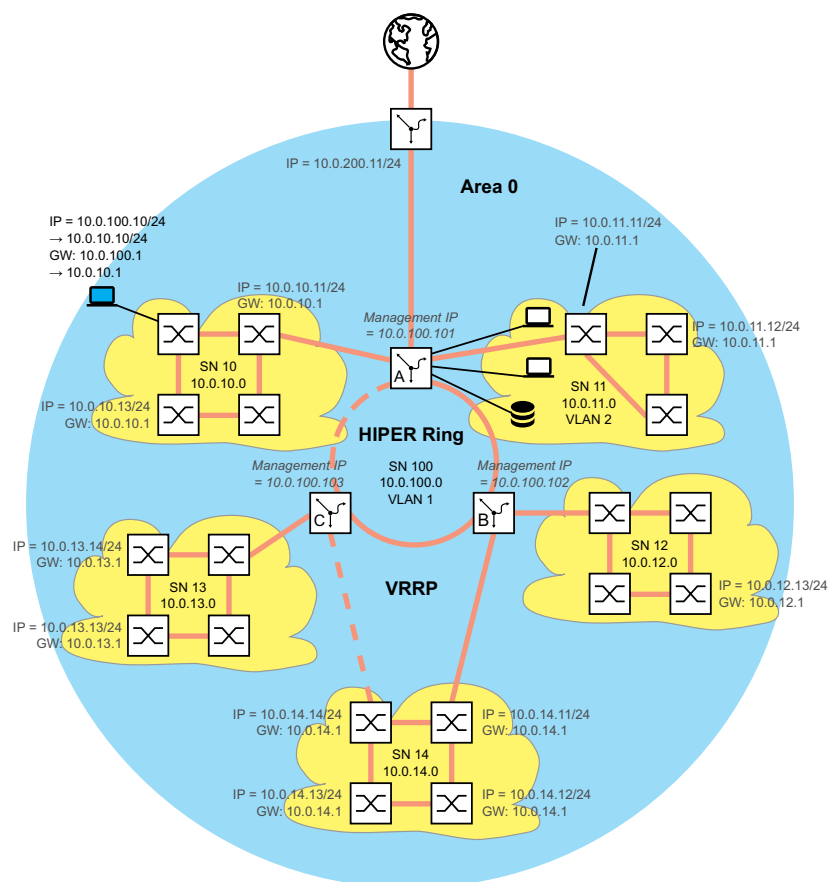 IP = 10.0.200.11/24
Area 0
IP = 10.0.100.10/24
→ 10.0.10.10/24
GW: 10.0.100.1
→ 10.0.10.1
IP = 10.0.11.11/24
GW: 10.0.11.1
IP = 10.0.10.11/24
GW: 10.0.10.1
Management IP
= 10.0.100.101
IP = 10.0.11.12/24
GW: 10.0.11.1
SN 10
10.0.10.0
A
SN 11
10.0.11.0
VLAN 2
IP = 10.0.10.13/24
GW: 10.0.10.1
HIPER Ring
Management IP
= 10.0.100.103
SN 100
10.0.100.0
VLAN 1
Management IP
= 10.0.100.102
C
B
IP = 10.0.13.14/24
GW: 10.0.13.1
SN 13
10.0.13.0
SN 12
10.0.12.0
VRRP
IP = 10.0.12.13/24
GW: 10.0.12.1
IP = 10.0.13.13/24
GW: 10.0.13.1
IP = 10.0.14.14/24
GW: 10.0.14.1
IP = 10.0.14.11/24
GW: 10.0.14.1
SN 14
10.0.14.0
IP = 10.0.14.13/24
GW: 10.0.14.1
IP = 10.0.14.12/24
GW: 10.0.14.1